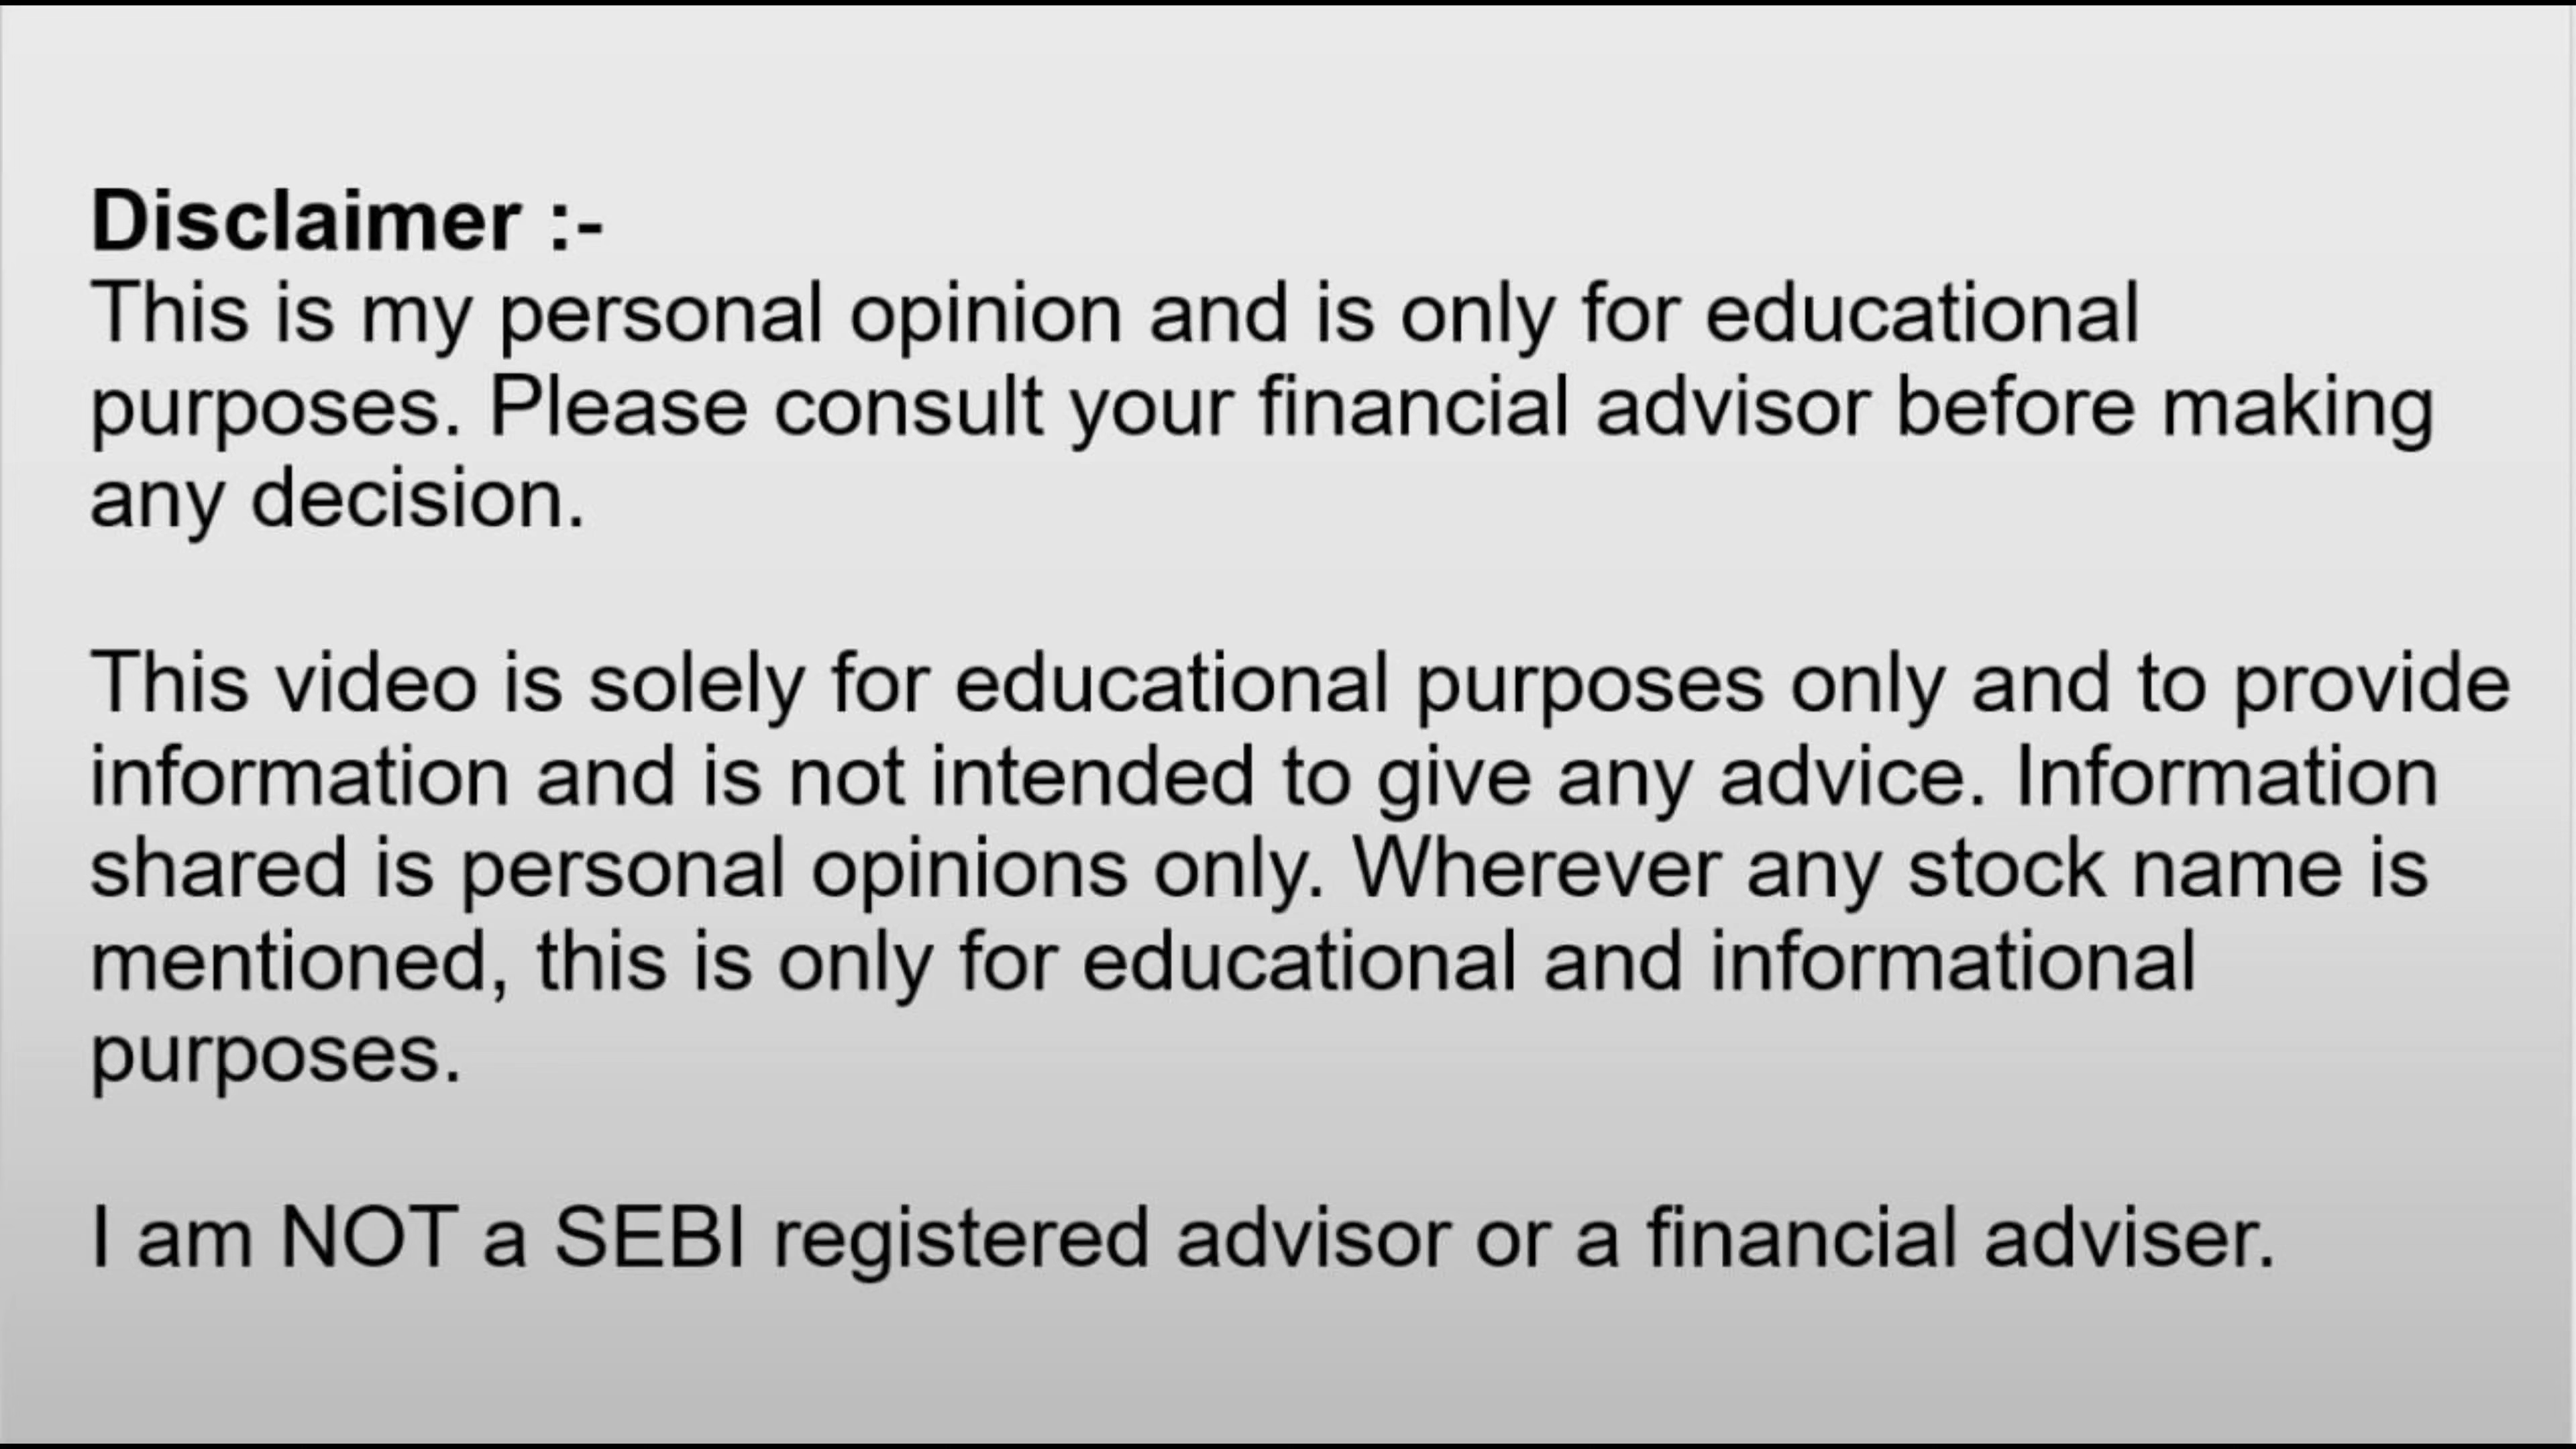 Disclaimer :-
This is my personal opinion and is only for educational
purposes. Please consult your financial advisor before making
any decision.
This video is solely for educational purposes only and to provide
information and is not intended to give any advice. Information
shared is personal opinions only. Wherever any stock name is
mentioned, this is only for educational and informational
purposes.
I am NOT a SEBI registered advisor or a financial adviser.